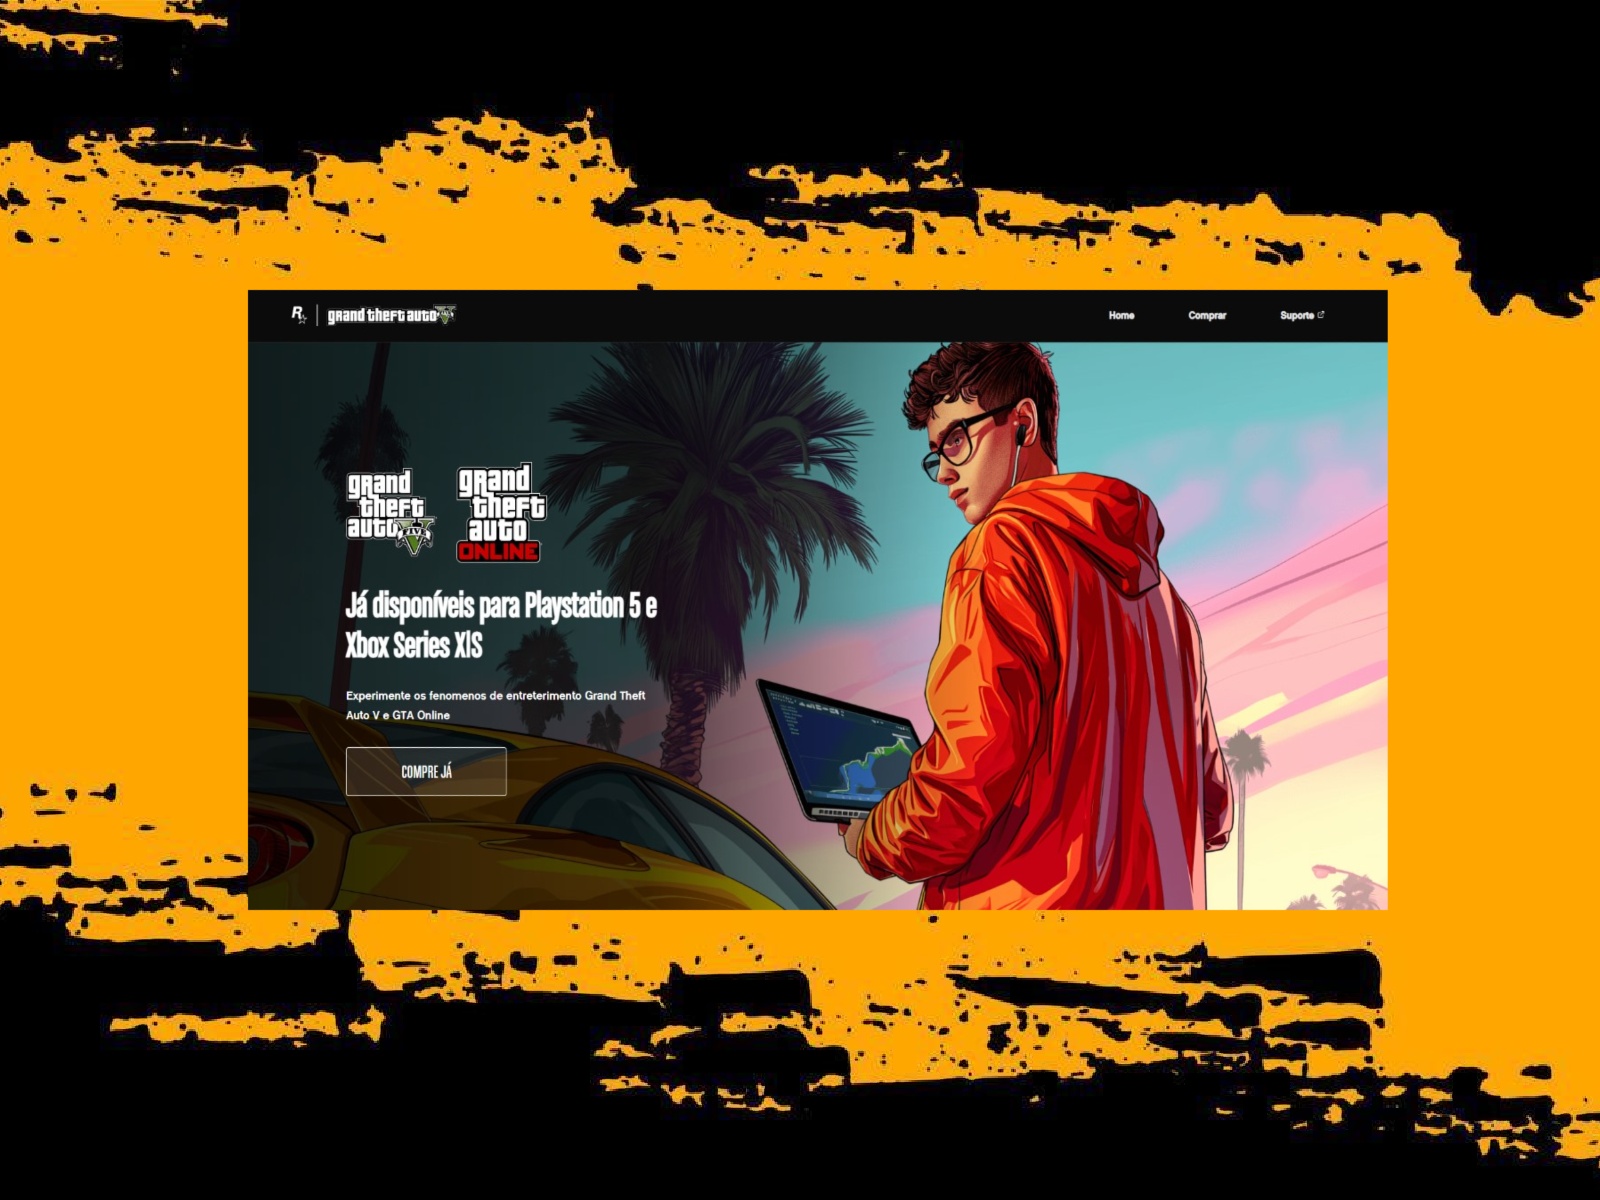 R
grand theft auto V
Home
Comprar
Suporte
grand
theft
auto
FIVE
V
grand
theft
auto
ONLINE
Já disponíveis para Playstation 5 e
Xbox Series X|S
Experimente os fenomenos de entreterimento Grand Theft
Auto V e GTA Online
COMPRE JÁ